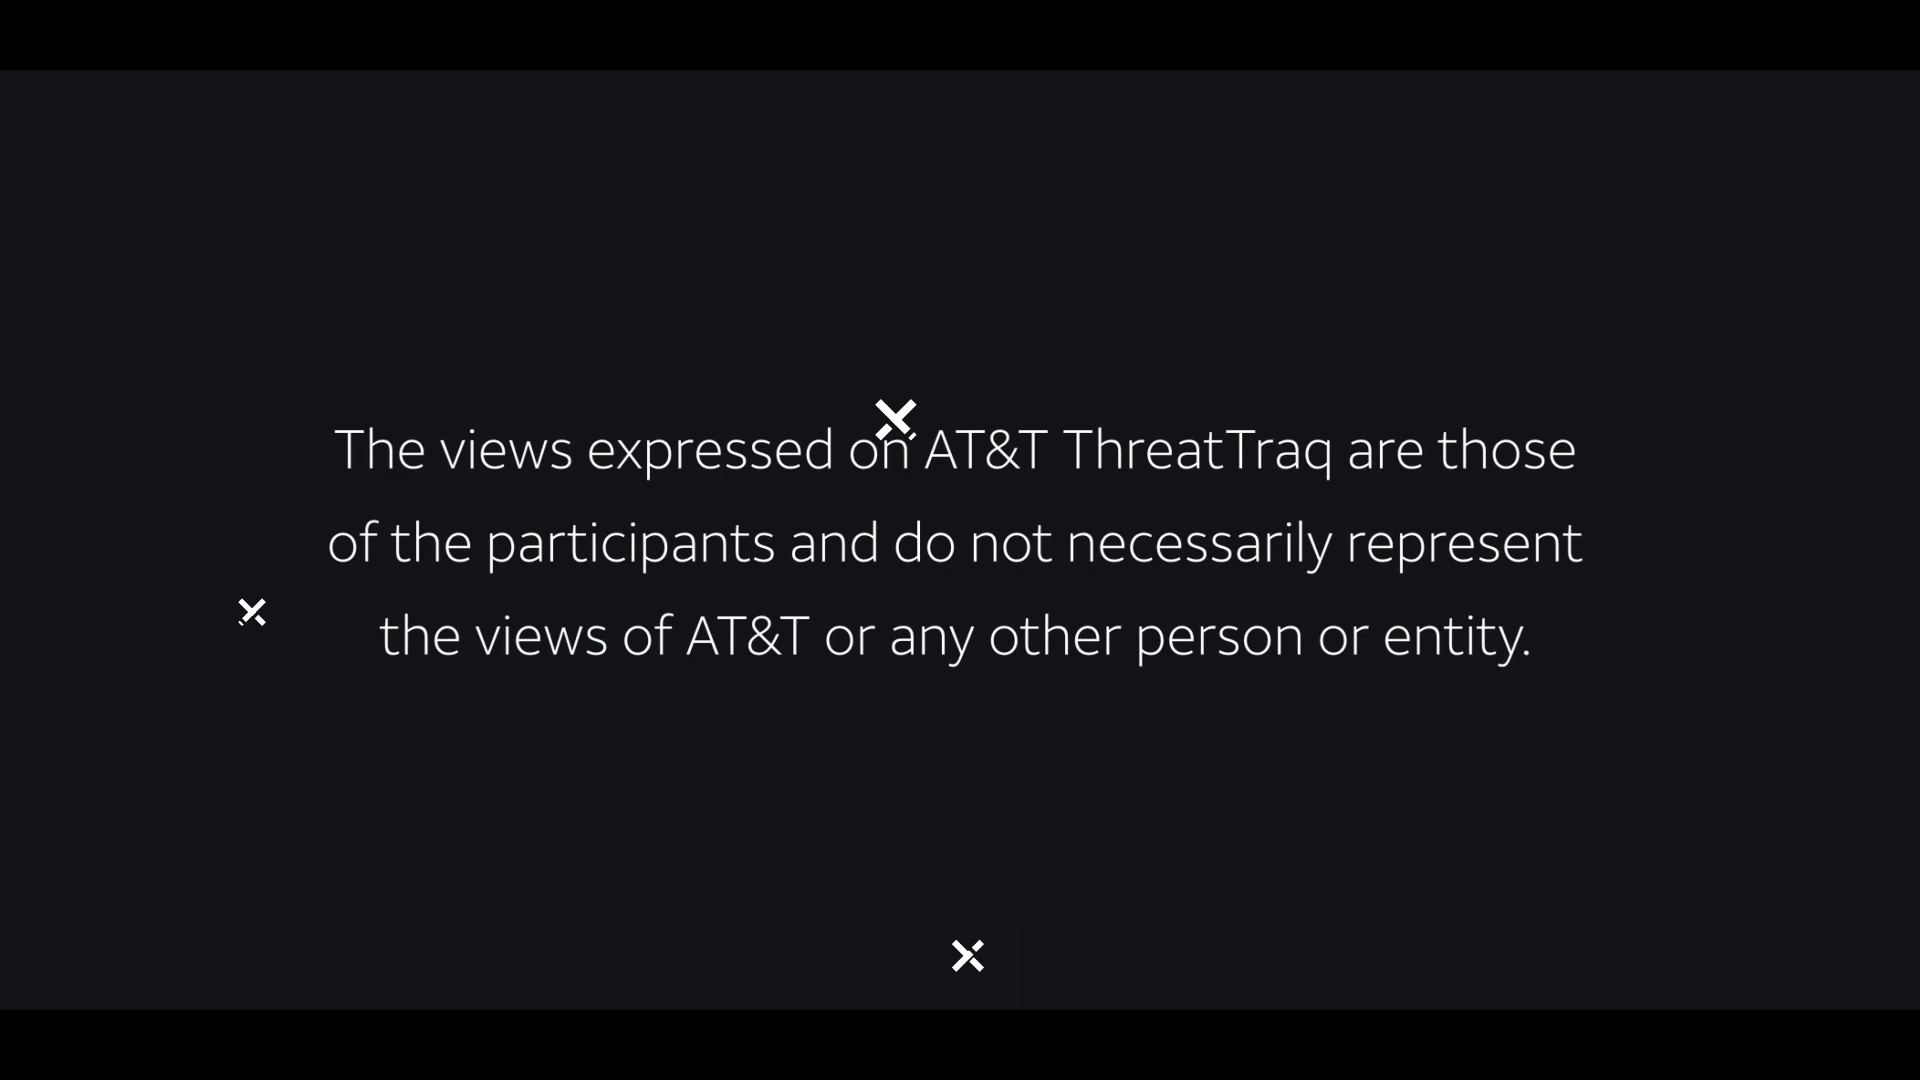 The views expressed on AT&T ThreatTraq are those
of the participants and do not necessarily represent
the views of AT&T or any other person or entity.